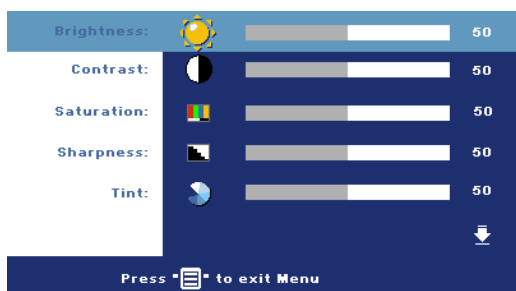 Brightness: 50
Contrast: 50
Saturation: 50
Sharpness: 50
Tint: 50
Press " " to exit Menu